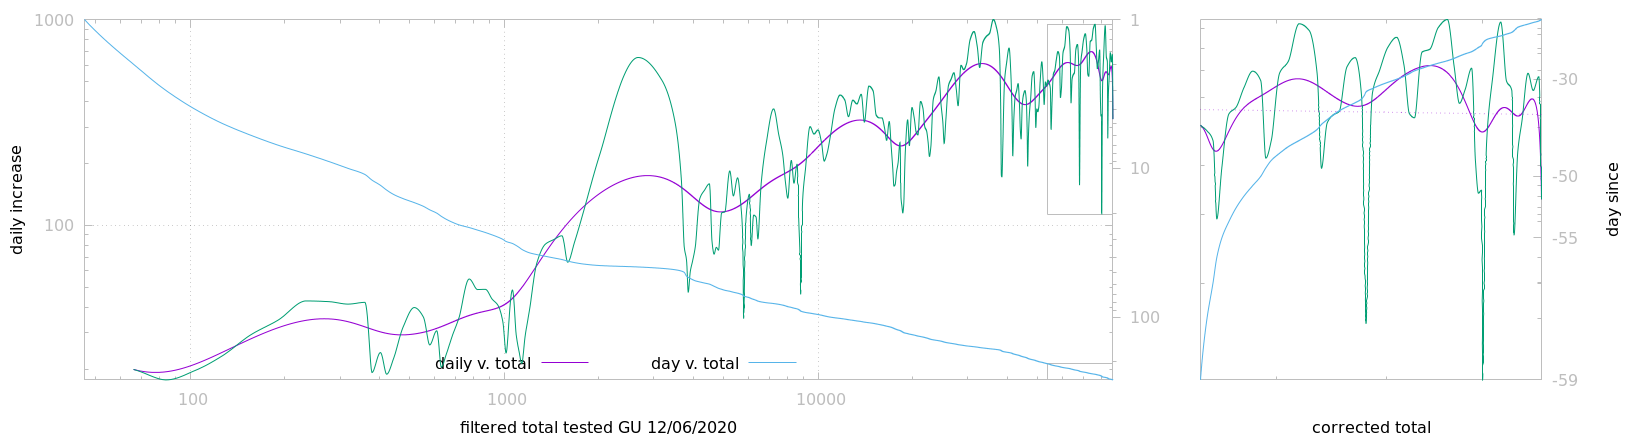 1000
100
daily increase
100
1000
10000
daily v. total
day v. total
filtered total tested GU 12/06/2020
1
10
100
-30
-50
-55
-59
day since
corrected total